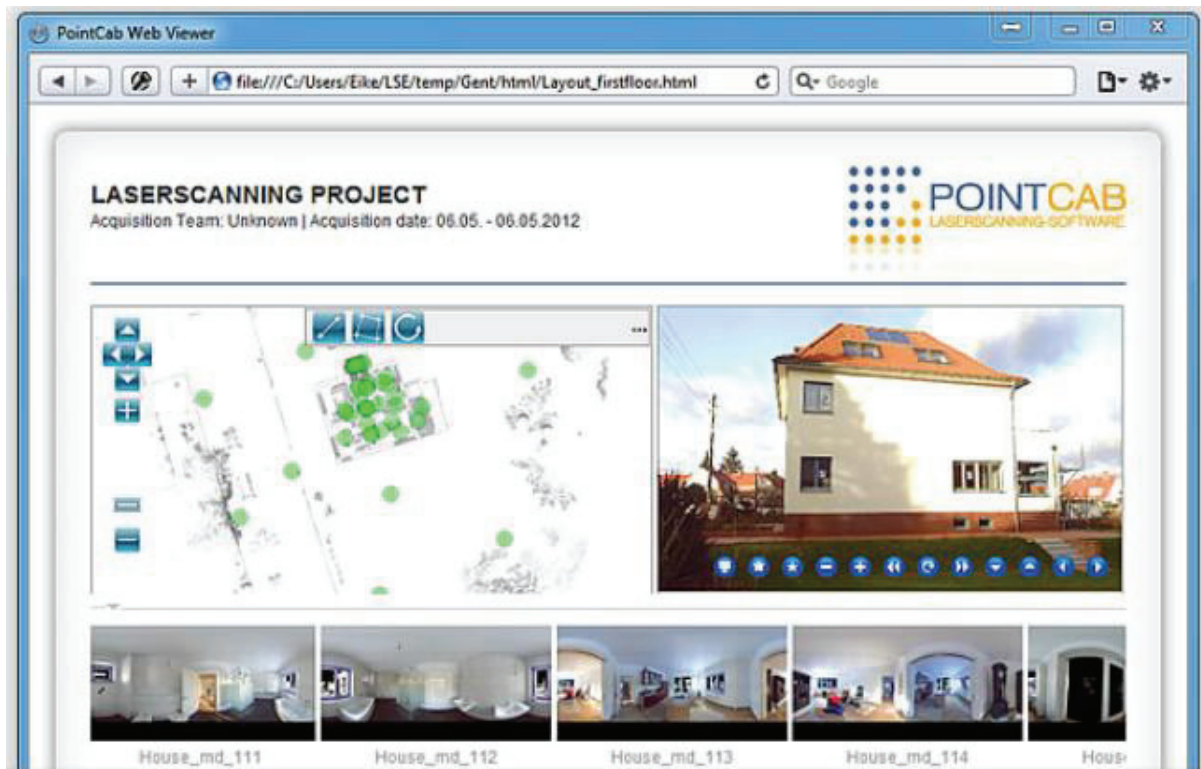 PointCab Web Viewer
file:///C:/Users/Eike/LSE/temp/Gent/html/Layout_firstfloor.html
Google
LASERSCANNING PROJECT
Acquisition Team: Unknown | Acquisition date: 06.05. - 06.05.2012
POINTCAB
LASERSCANNING-SOFTWARE
House_md_111
House_md_112
House_md_113
House_md_114
Hous